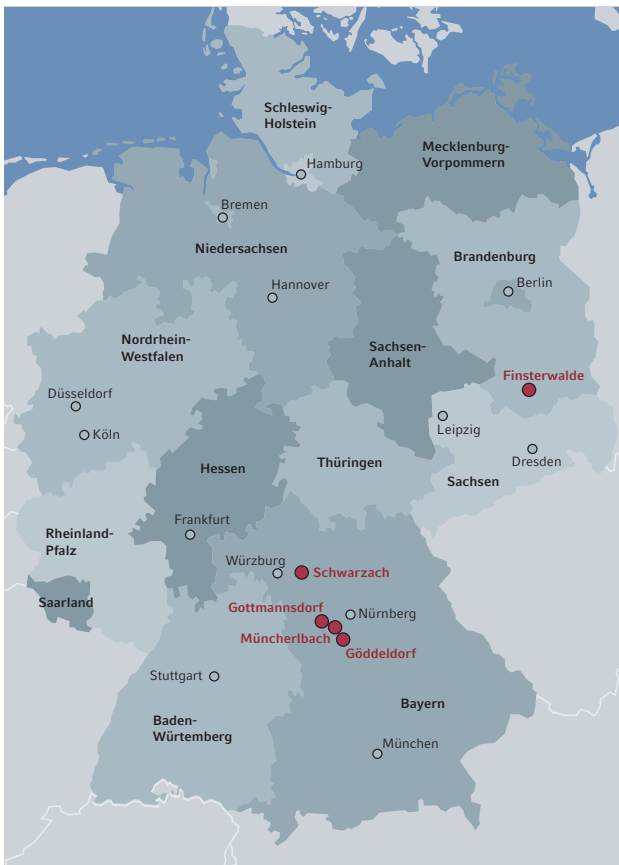 Schleswig-
Holstein
Mecklenburg-
Vorpommern
Hamburg
Bremen
Niedersachsen
Brandenburg
Berlin
Hannover
Nordrhein-
Westfalen
Sachsen-
Anhalt
Finsterwalde
Düsseldorf
Köln
Leipzig
Dresden
Hessen
Thüringen
Sachsen
Frankfurt
Rheinland-
Pfalz
Würzburg
Schwarzach
Saarland
Gottmannsdorf
Nürnberg
Müncherlbach
Göddeldorf
Stuttgart
Bayern
Baden-
Würtemberg
München